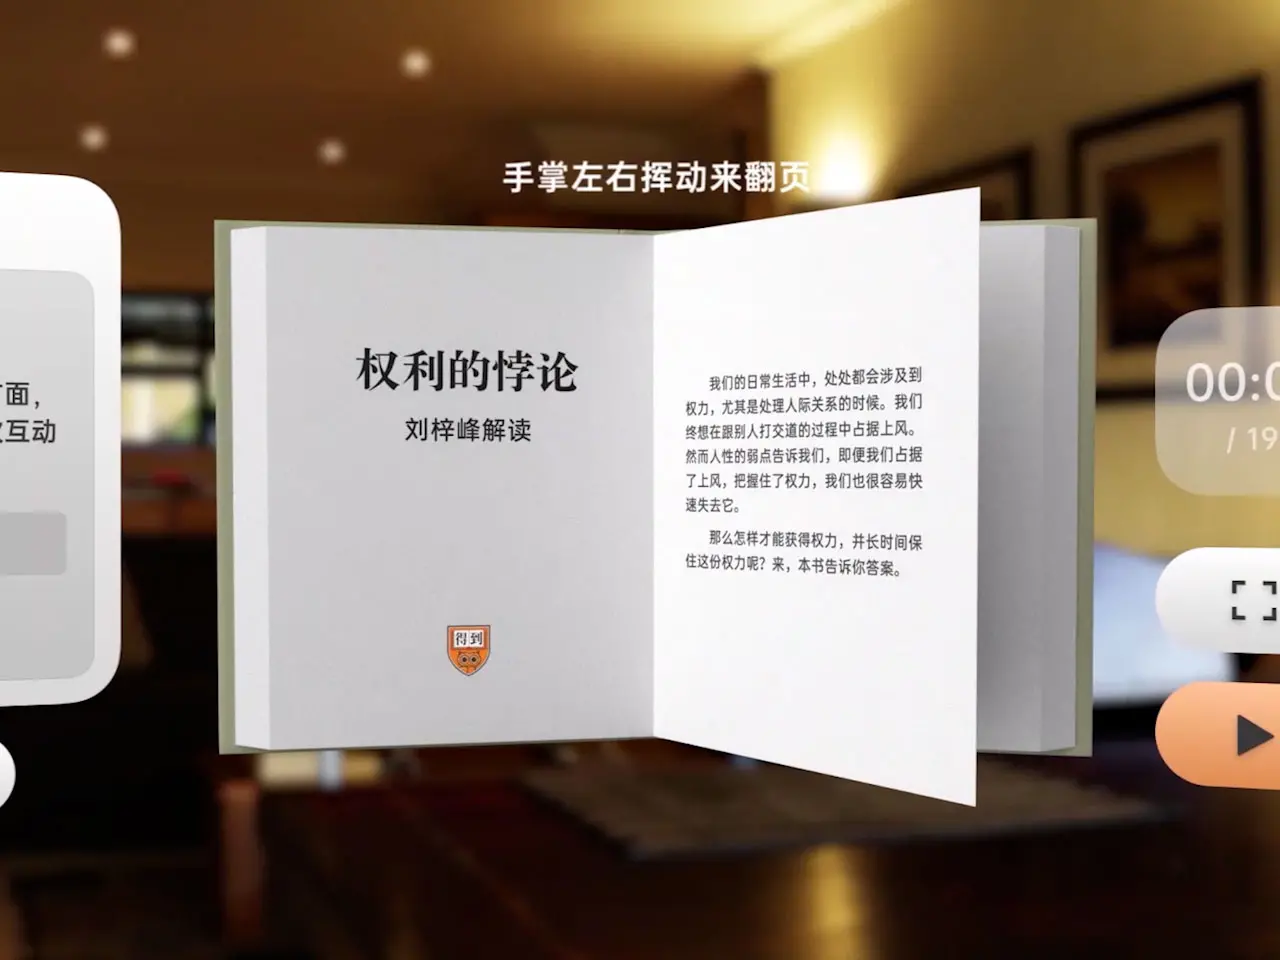 手掌左右挥动来翻页
面，
互动
权利的悖论
刘梓峰解读
得到
我们的日常生活中，处处都会涉及到
权力，尤其是处理人际关系的时候。我们
终想在跟别人打交道的过程中占据上风。
然而人性的弱点告诉我们，即便我们占据
了上风，把握住了权力，我们也很容易快
速失去它。
那么怎样才能获得权力，并长时间保
住这份权力呢？来，本书告诉你答案。
00:0
/ 19